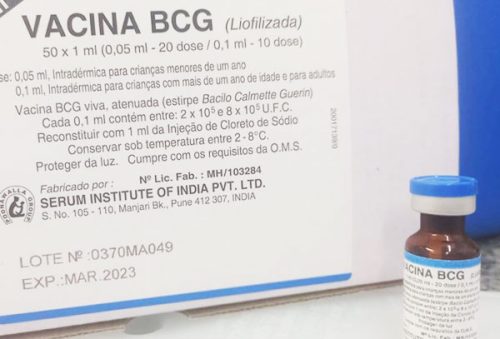 VACINA BCG (Liofilizada)
50 x 1 ml (0,05 ml - 20 dose / 0,1 ml - 10 dose)
se: 0,05 ml, Intradérmica para crianças menores de um ano
0,1 ml, Intradérmica para crianças com mais de um ano de idade e para adultos
Vacina BCG viva, atenuada (estirpe Bacilo Calmette Guerin)
Cada 0,1 ml contém entre: 2 x 10⁵ e 8 x 10⁵ U.F.C.
Reconstituir com 1 ml da Injeção de Cloreto de Sódio
Conservar sob temperatura entre 2 - 8°C.
Proteger da luz. Cumpre com os requisitos da O.M.S.
Nº Lic. Fab. : MH/103284
Fabricado por :
SERUM INSTITUTE OF INDIA PVT. LTD.
S. No. 105 - 110, Manjari Bk., Pune 412 307, INDIA
POONAWALLA GROUP
LOTE Nº :0370MA049
EXP.:MAR.2023
VACINA BCG